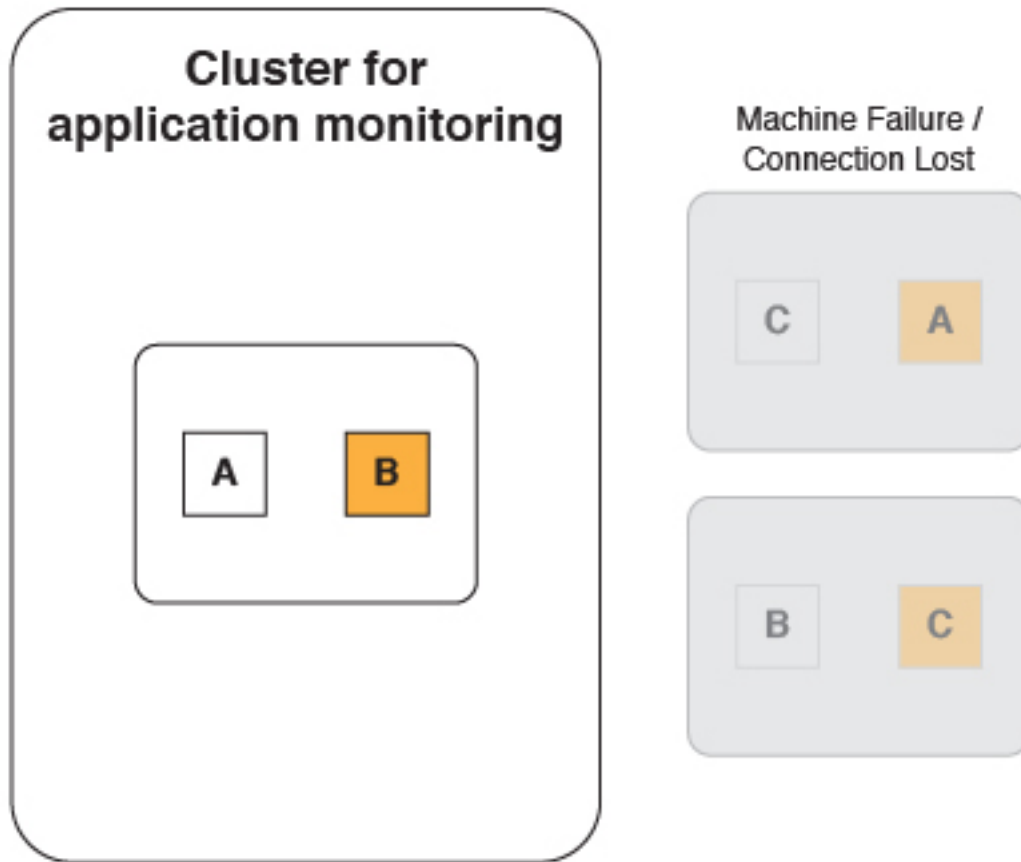 Cluster for
application monitoring
A B
Machine Failure /
Connection Lost
C A
B C